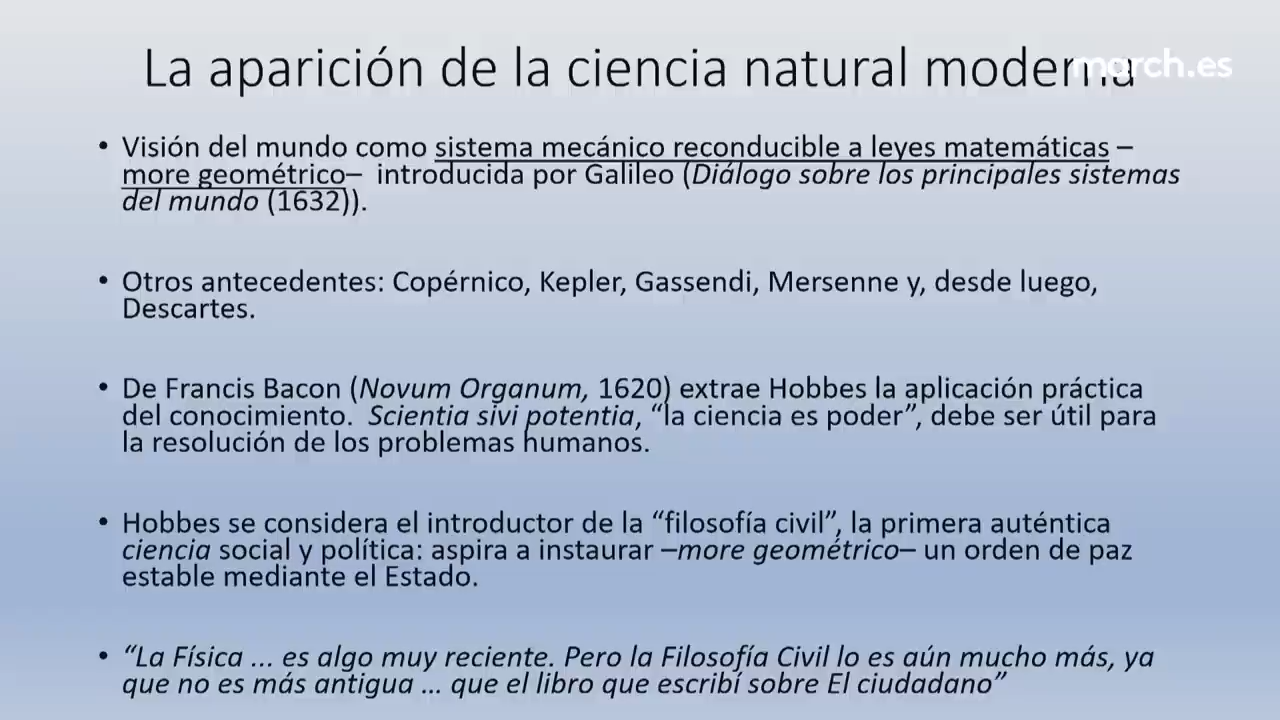 La aparición de la ciencia natural moderna
march.es
• Visión del mundo como sistema mecánico reconducible a leyes matemáticas –
more geométrico– introducida por Galileo (Diálogo sobre los principales sistemas
del mundo (1632)).
• Otros antecedentes: Copérnico, Kepler, Gassendi, Mersenne y, desde luego,
Descartes.
• De Francis Bacon (Novum Organum, 1620) extrae Hobbes la aplicación práctica
del conocimiento. Scientia sivi potentia, “la ciencia es poder”, debe ser útil para
la resolución de los problemas humanos.
• Hobbes se considera el introductor de la “filosofía civil”, la primera auténtica
ciencia social y política: aspira a instaurar –more geométrico– un orden de paz
estable mediante el Estado.
• “La Física ... es algo muy reciente. Pero la Filosofía Civil lo es aún mucho más, ya
que no es más antigua … que el libro que escribí sobre El ciudadano”